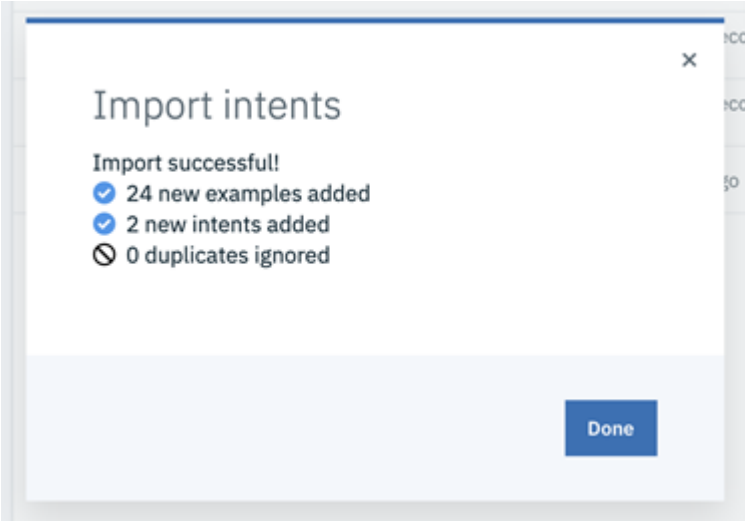 Import intents
Import successful!
24 new examples added
2 new intents added
0 duplicates ignored
Done